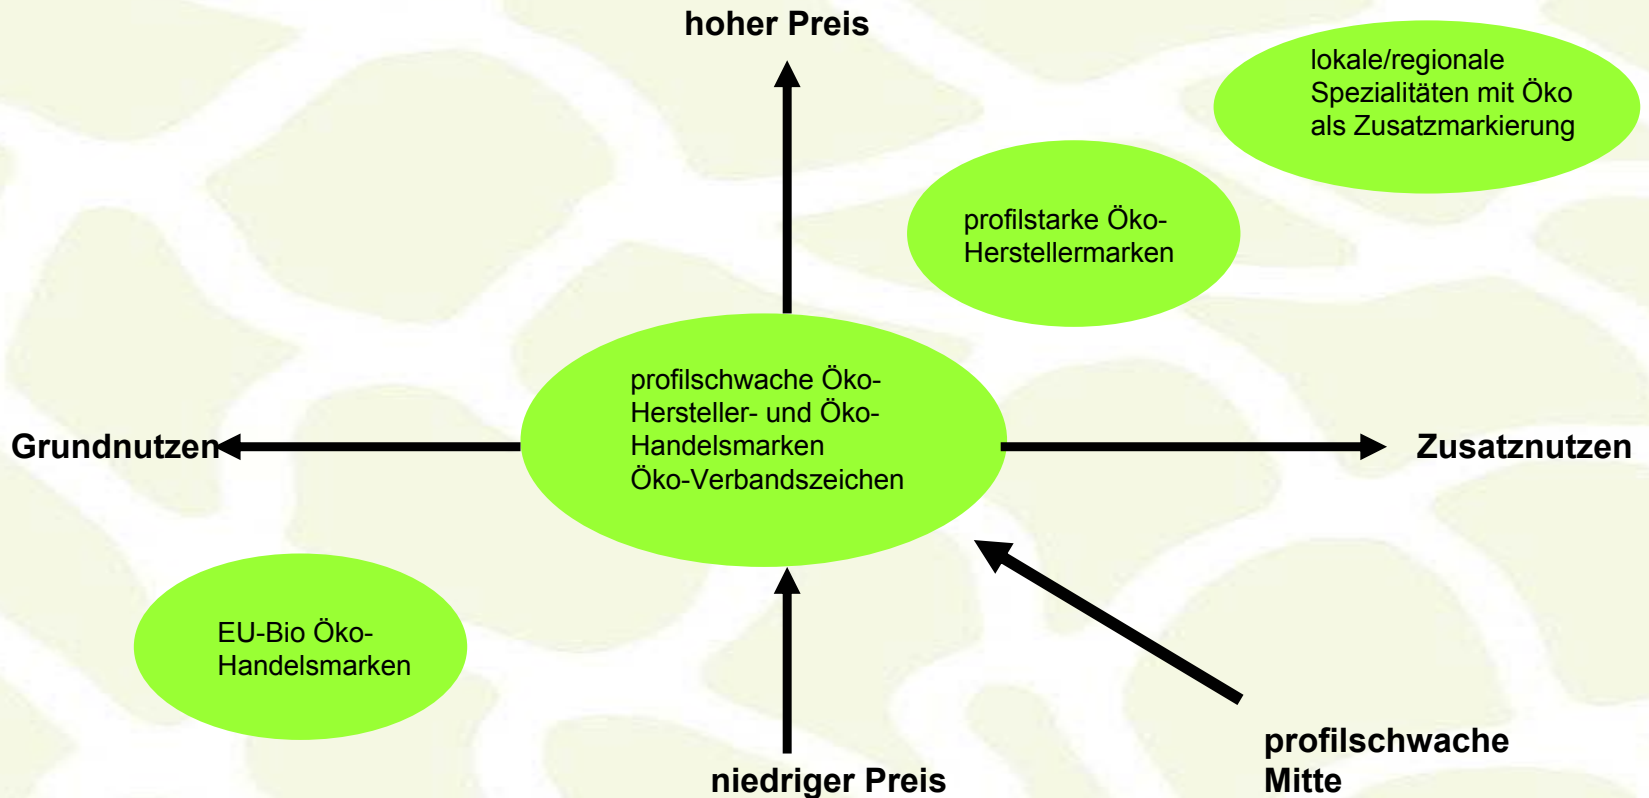 hoher Preis
lokale/regionale
Spezialitäten mit Öko
als Zusatzmarkierung
profilstarke Öko-
Herstellermarken
profilschwache Öko-
Hersteller- und Öko-
Handelsmarken
Öko-Verbandszeichen
Grundnutzen
Zusatznutzen
EU-Bio Öko-
Handelsmarken
niedriger Preis
profilschwache
Mitte